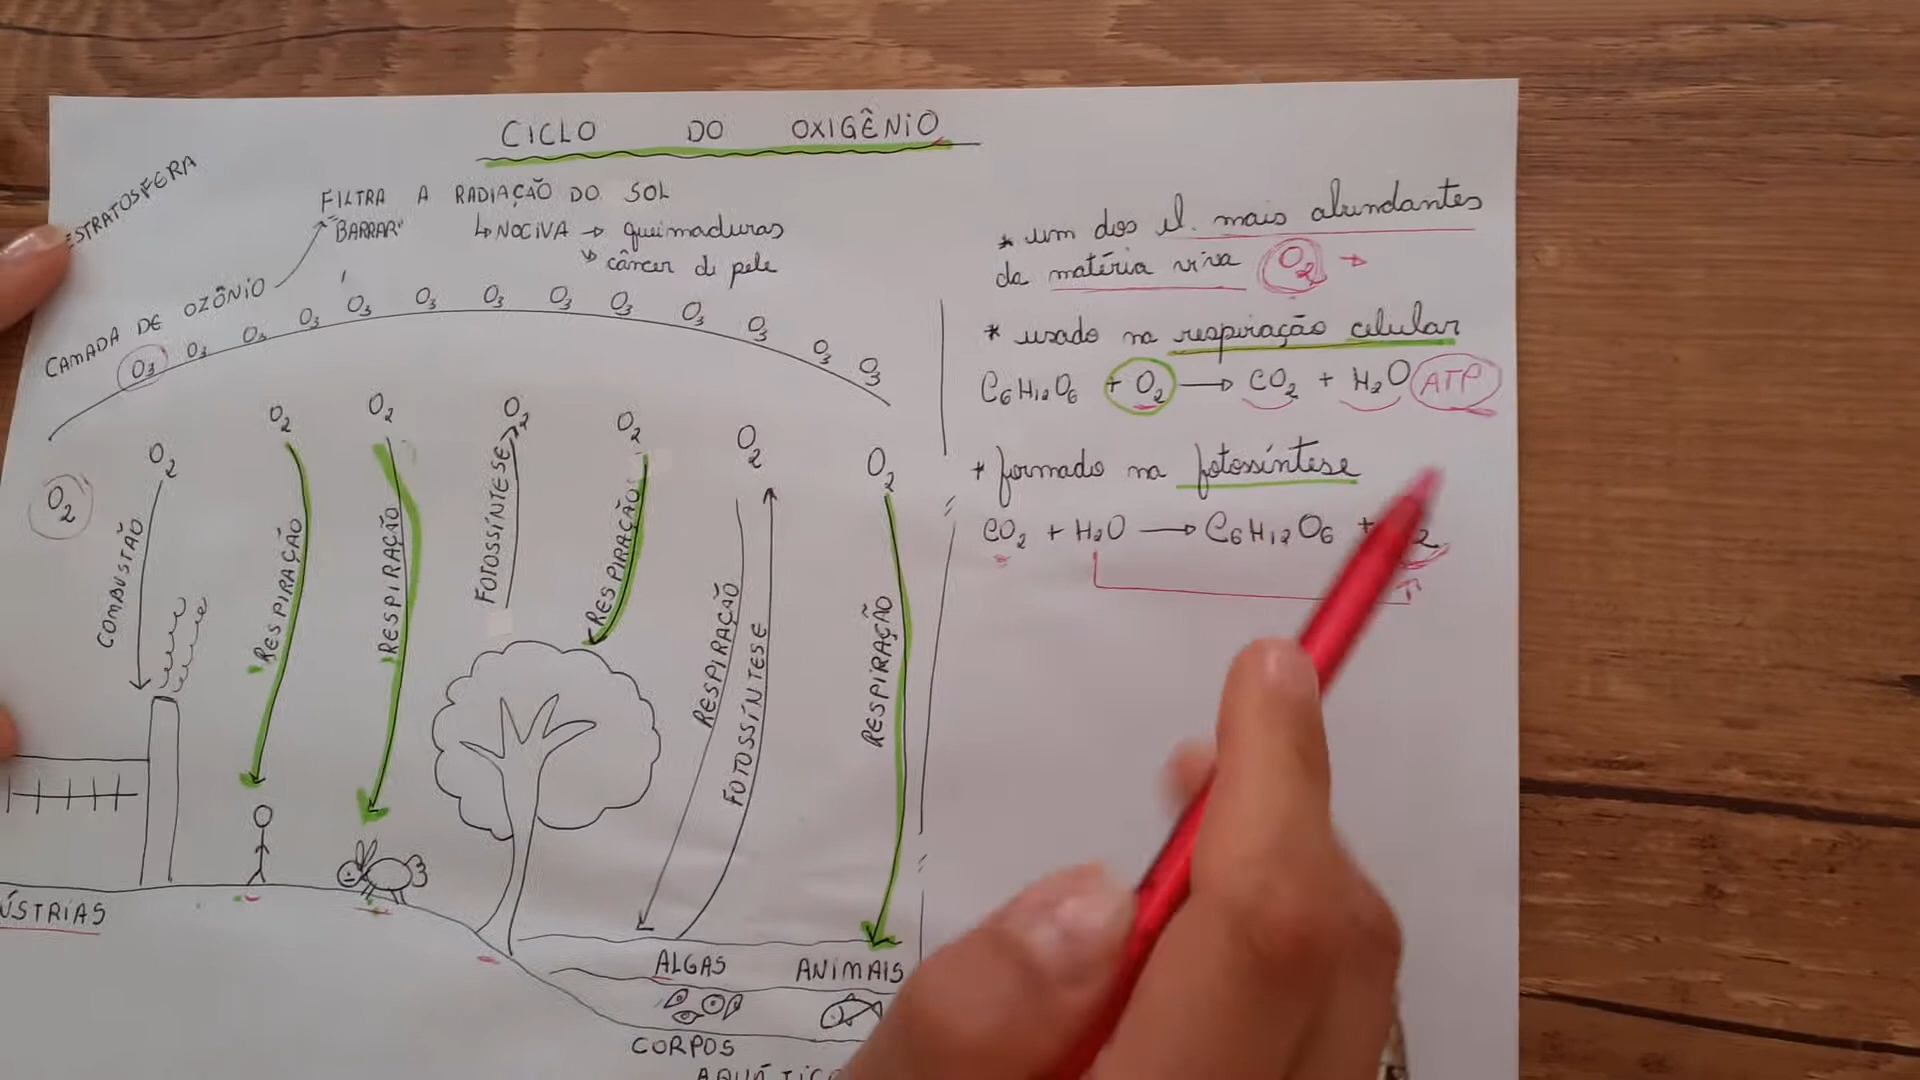 CICLO DO OXIGÊNIO
ESTRATOSFERA
FILTRA A RADIAÇÃO DO SOL
"BARRAR"
↳ NOCIVA → queimaduras
↘ câncer de pele
CAMADA DE OZÔNIO
O3 O3 O3 O3 O3 O3 O3 O3 O3 O3 O3 O3 O3
O2 O2 O2 O2 O2 O2 O2
O2
COMBUSTÃO
RESPIRAÇÃO
RESPIRAÇÃO
FOTOSSÍNTESE
RESPIRAÇÃO
RESPIRAÇÃO
FOTOSSÍNTESE
RESPIRAÇÃO
ÚSTRIAS
ALGAS ANIMAIS
CORPOS
* um dos el. mais abundantes
da matéria viva O2 →
* usado na respiração celular
C6H12O6 + O2 → CO2 + H2O ATP
+ formado na fotossíntese
CO2 + H2O → C6H12O6 + 2